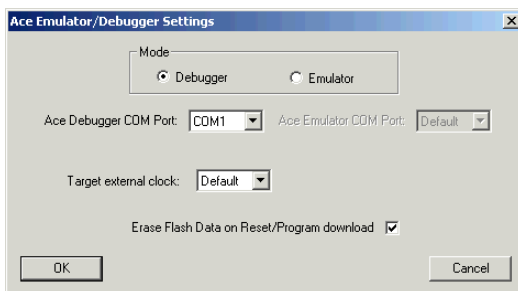 Ace Emulator/Debugger Settings
Mode
Debugger Emulator
Ace Debugger COM Port: COM1 Ace Emulator COM Port: Default
Target external clock: Default
Erase Flash Data on Reset/Program download
OK Cancel